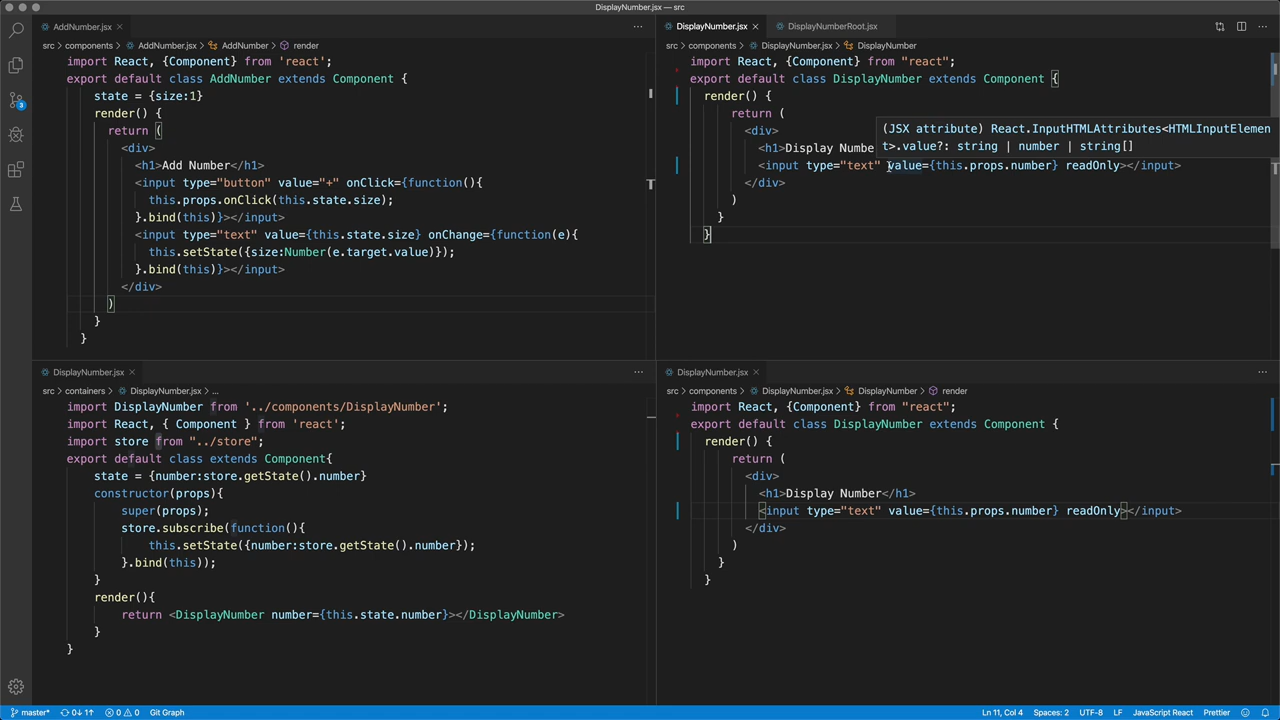 DisplayNumber.jsx — src
AddNumber.jsx
src > components > AddNumber.jsx > AddNumber > render
import React, {Component} from 'react';
export default class AddNumber extends Component {
state = {size:1}
render() {
return (
<div>
<h1>Add Number</h1>
<input type="button" value="+" onClick={function(){
this.props.onClick(this.state.size);
}.bind(this)}></input>
<input type="text" value={this.state.size} onChange={function(e){
this.setState({size:Number(e.target.value)});
}.bind(this)}></input>
</div>
)
}
}
DisplayNumber.jsx DisplayNumberRoot.jsx
src > components > DisplayNumber.jsx > DisplayNumber
import React, {Component} from "react";
export default class DisplayNumber extends Component {
render() {
return (
<div>
(JSX attribute) React.InputHTMLAttributes<HTMLInputElemen
t>.value?: string | number | string[]
<h1>Display Numbe
<input type="text" value={this.props.number} readOnly></input>
</div>
)
}
}
DisplayNumber.jsx
src > containers > DisplayNumber.jsx > ...
import DisplayNumber from '../components/DisplayNumber';
import React, { Component } from 'react';
import store from "../store";
export default class extends Component{
state = {number:store.getState().number}
constructor(props){
super(props);
store.subscribe(function(){
this.setState({number:store.getState().number});
}.bind(this));
}
render(){
return <DisplayNumber number={this.state.number}></DisplayNumber>
}
}
DisplayNumber.jsx
src > components > DisplayNumber.jsx > DisplayNumber > render
import React, {Component} from "react";
export default class DisplayNumber extends Component {
render() {
return (
<div>
<h1>Display Number</h1>
<input type="text" value={this.props.number} readOnly></input>
</div>
)
}
}
3
master* 0↓ 1↑ 0 0 Git Graph Ln 11, Col 4 Spaces: 2 UTF-8 LF JavaScript React Prettier